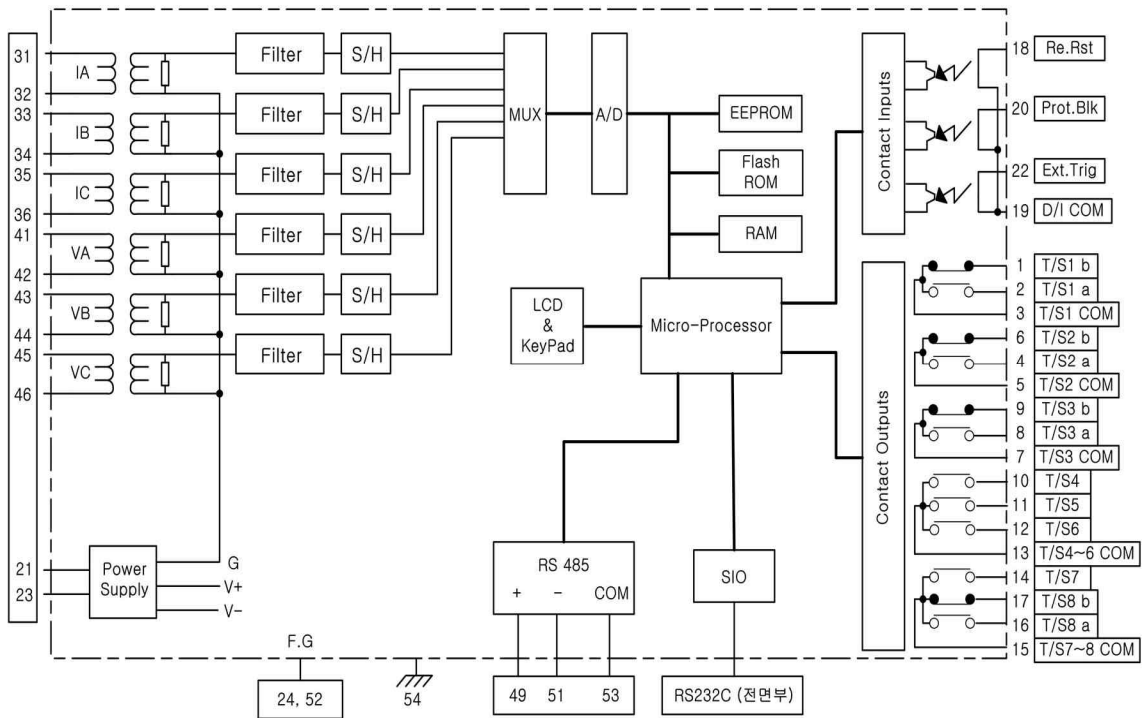 31
IA
32
33
IB
34
35
IC
36
41
VA
42
43
VB
44
45
VC
46
21
23
Filter
S/H
Filter
S/H
Filter
S/H
Filter
S/H
Filter
S/H
Filter
S/H
MUX
A/D
EEPROM
Flash
ROM
RAM
LCD
&
KeyPad
Micro-Processor
Contact Inputs
18 Re.Rst
20 Prot.Blk
22 Ext.Trig
19 D/I COM
Contact Outputs
1 T/S1 b
2 T/S1 a
3 T/S1 COM
6 T/S2 b
4 T/S2 a
5 T/S2 COM
9 T/S3 b
8 T/S3 a
7 T/S3 COM
10 T/S4
11 T/S5
12 T/S6
13 T/S4~6 COM
14 T/S7
17 T/S8 b
16 T/S8 a
15 T/S7~8 COM
Power
Supply
G
V+
V-
RS 485
+ - COM
SIO
F.G
24, 52
54
49 51 53
RS232C (전면부)